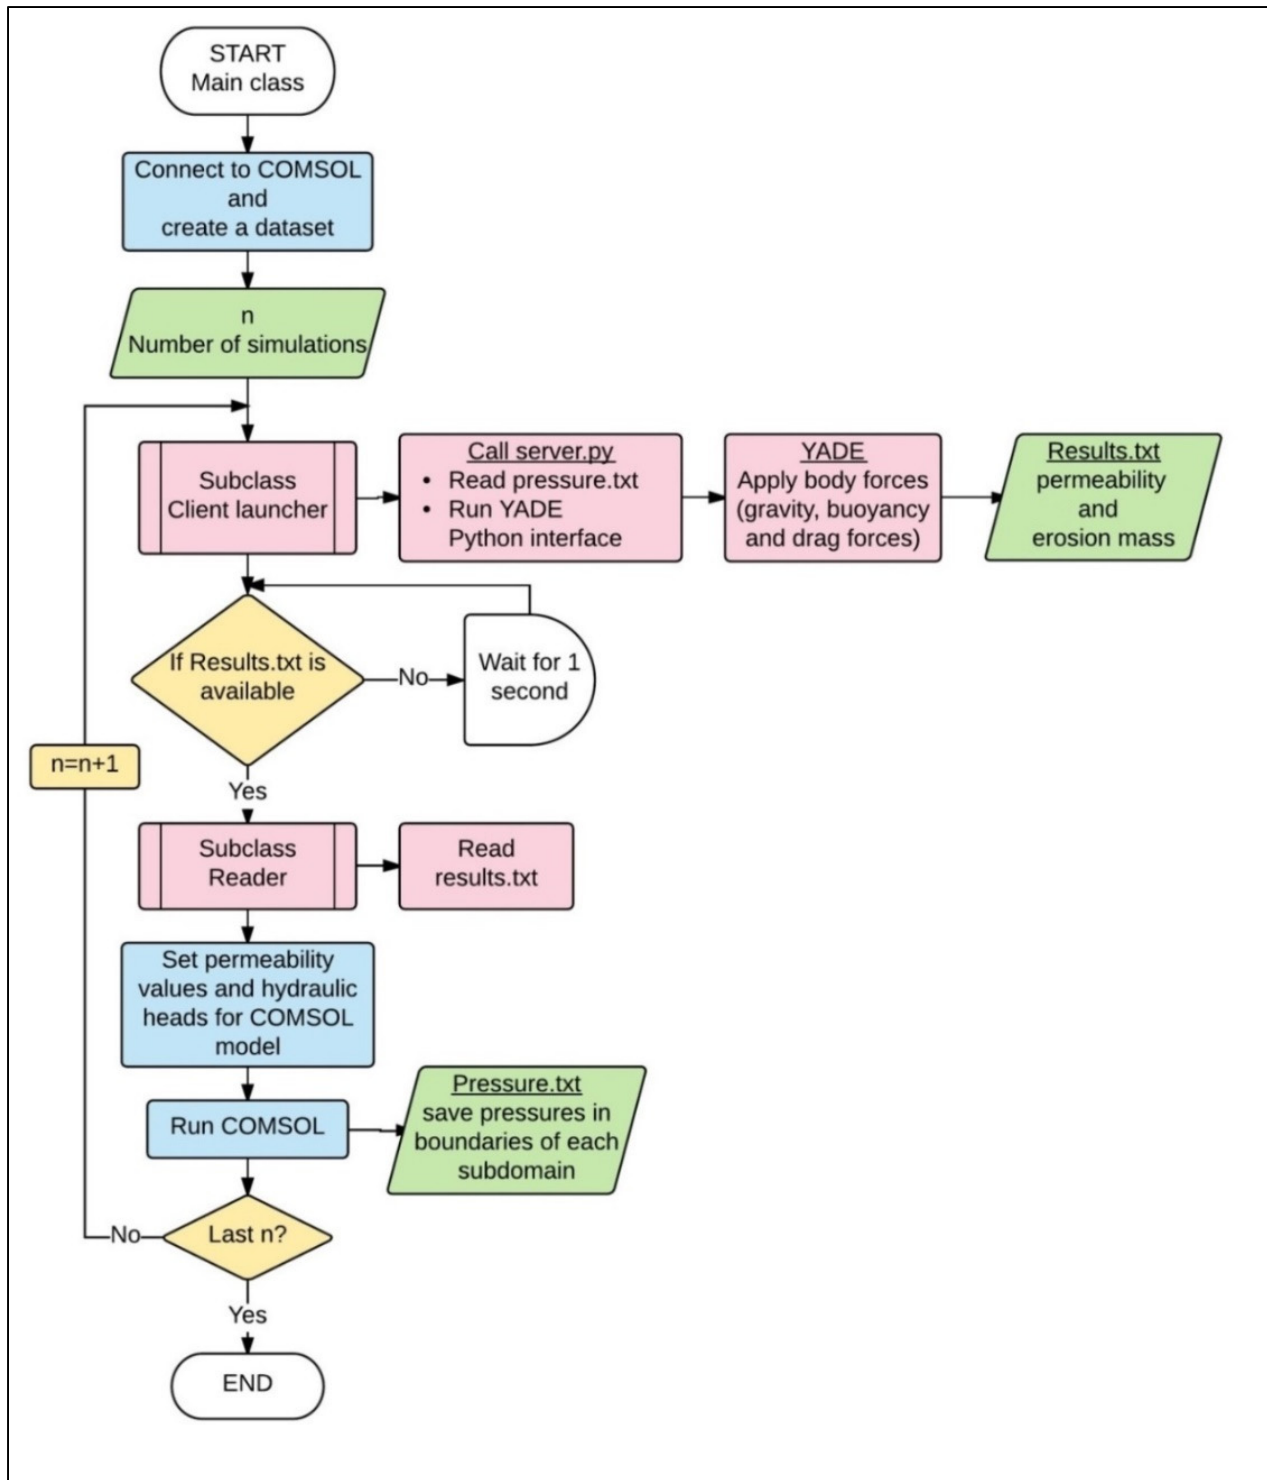 START
Main class
Connect to COMSOL
and
create a dataset
n
Number of simulations
Subclass
Client launcher
Call server.py
• Read pressure.txt
• Run YADE
Python interface
YADE
Apply body forces
(gravity, buoyancy
and drag forces)
Results.txt
permeability
and
erosion mass
If Results.txt is
available
No
Wait for 1
second
n=n+1
Yes
Subclass
Reader
Read
results.txt
Set permeability
values and hydraulic
heads for COMSOL
model
Run COMSOL
Pressure.txt
save pressures in
boundaries of each
subdomain
Last n?
No
Yes
END